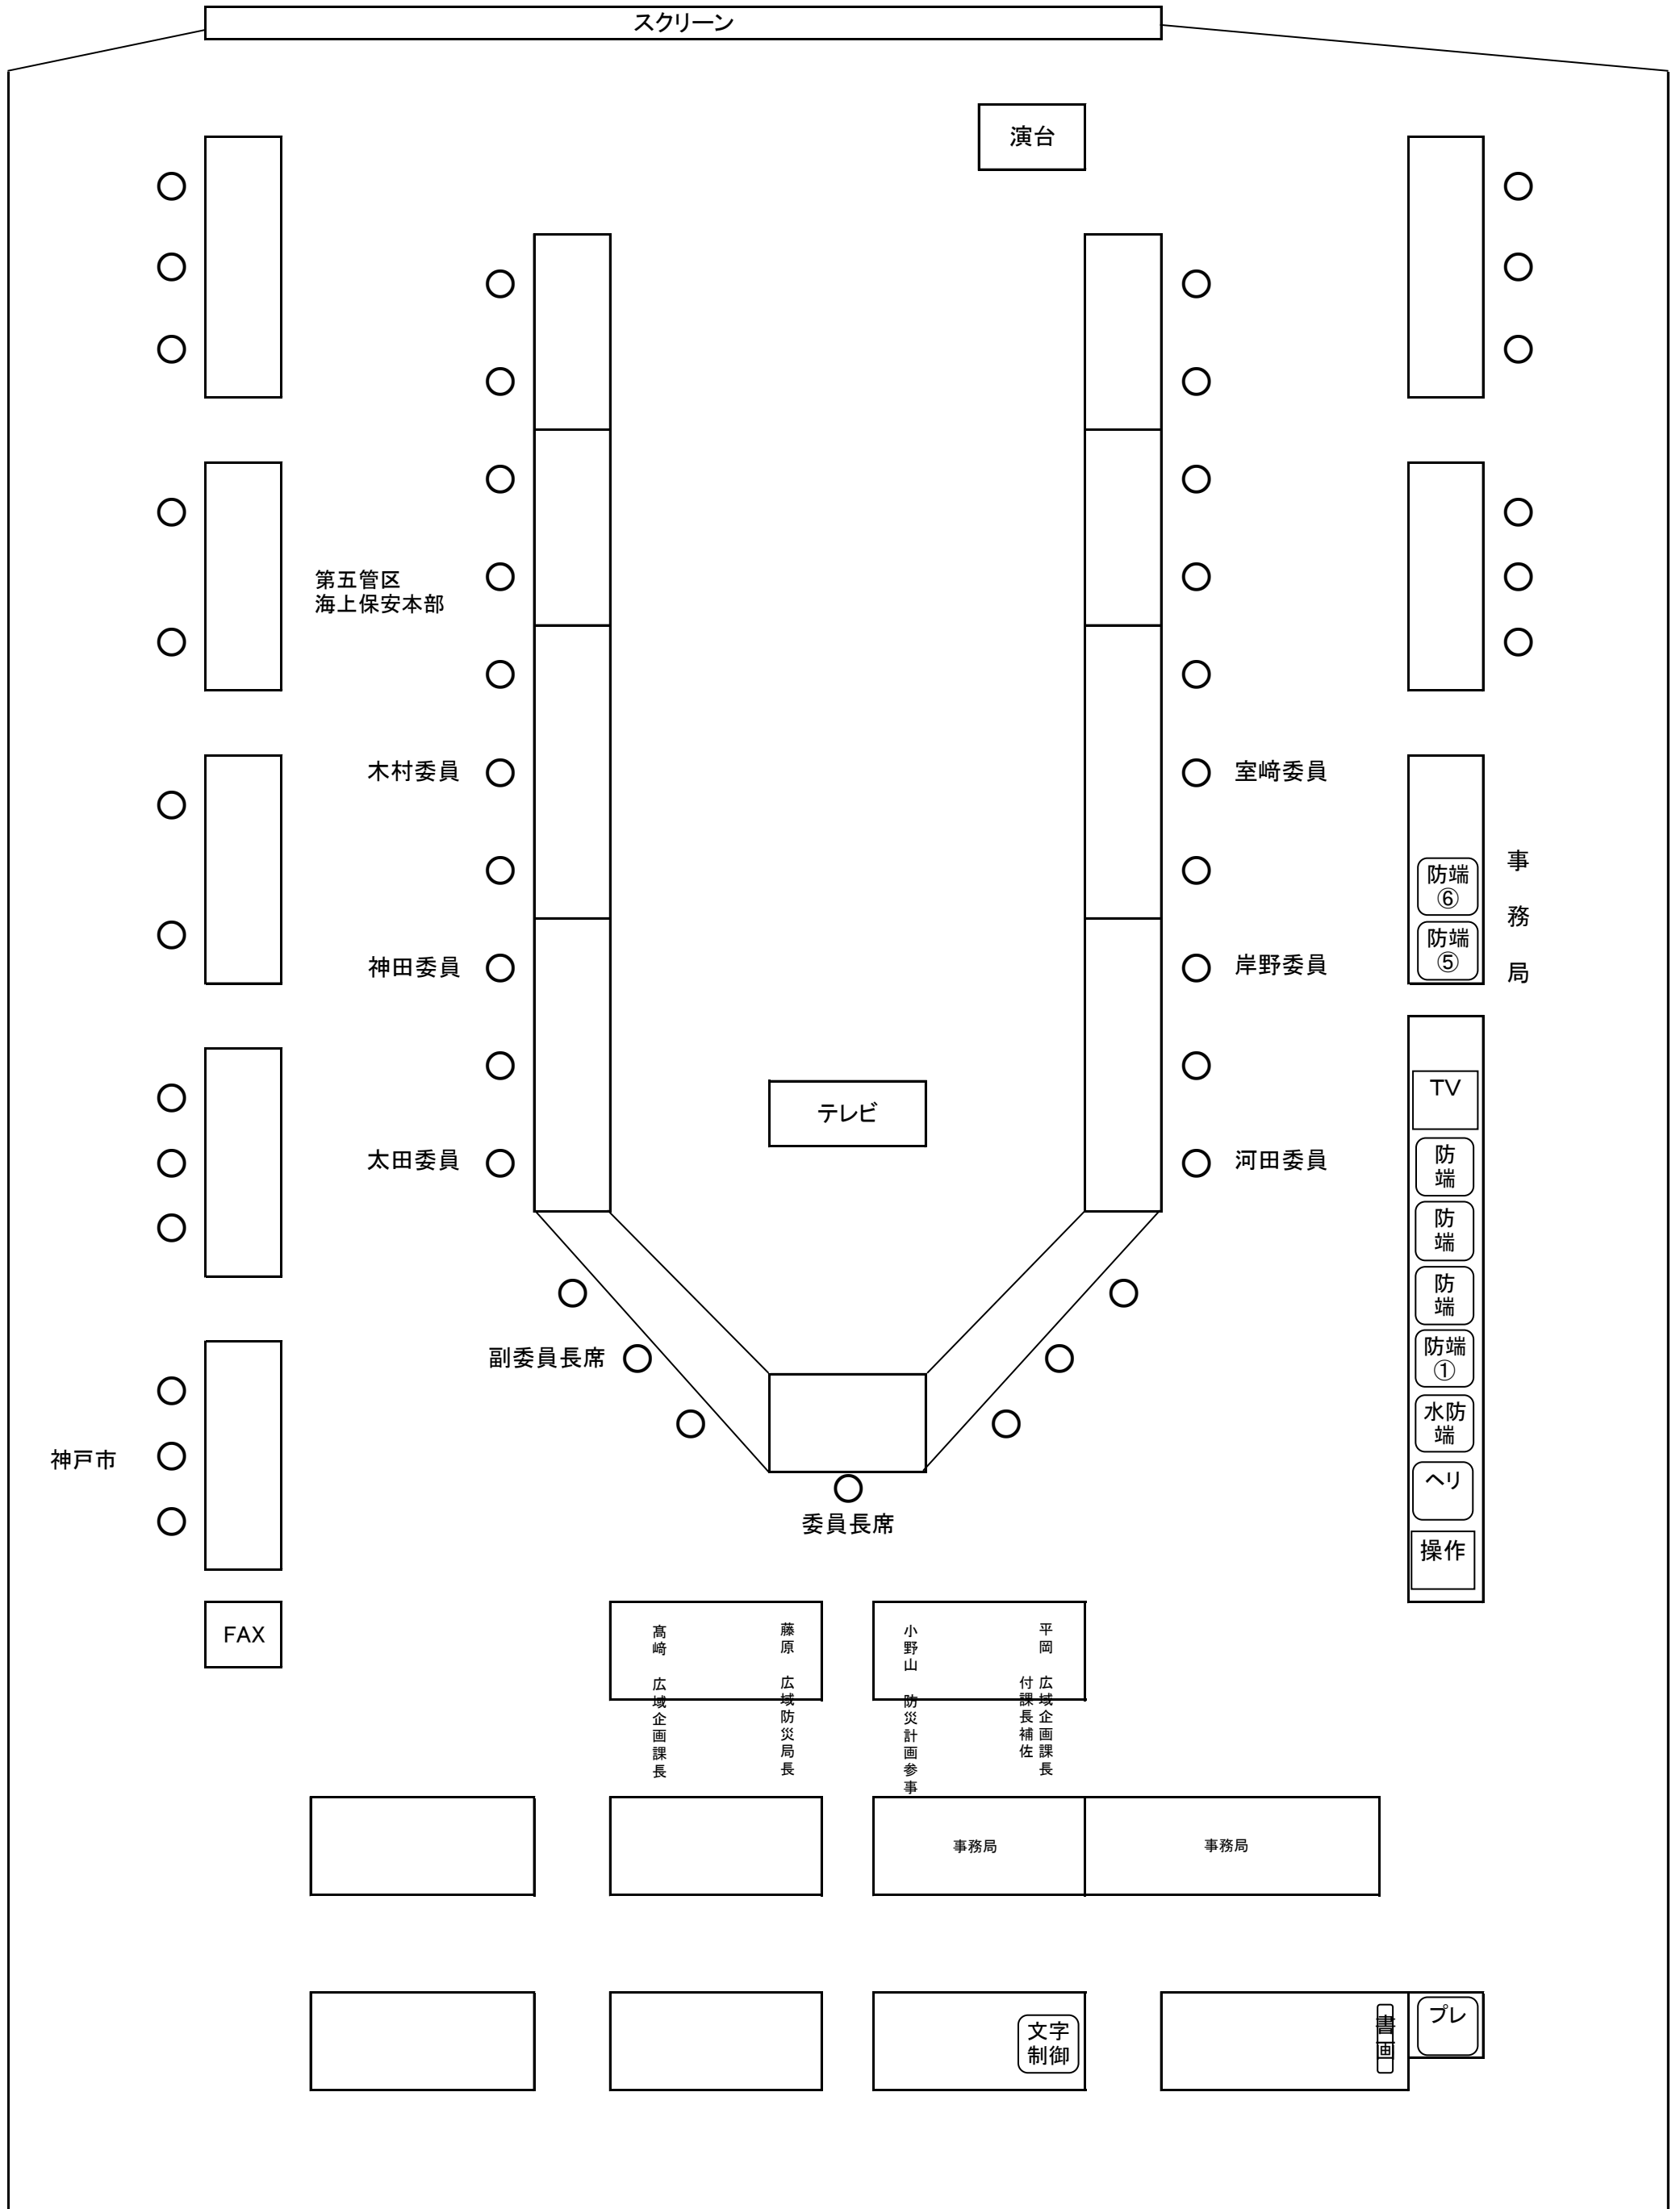 スクリーン
演台
第五管区
海上保安本部
木村委員
室﨑委員
防端
⑥
防端
⑤
事務局
神田委員
岸野委員
TV
テレビ
防
端
太田委員
河田委員
防
端
防
端
防端
①
副委員長席
水防
端
神戸市
ヘリ
委員長席
操作
FAX
髙﨑 広域企画課長
藤原 広域防災局長
小野山 防災計画参事
平岡 広域企画課長
付課長補佐
事務局
事務局
文字
制御
書画
プレ